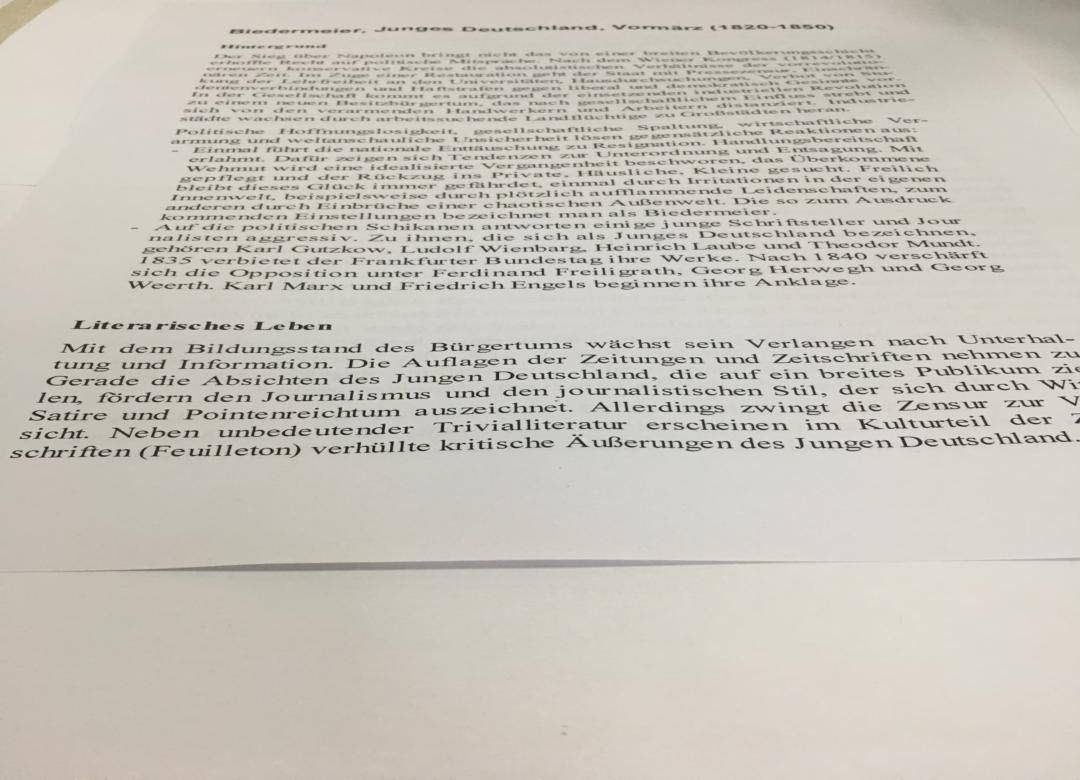 Biedermeier, Junges Deutschland, Vormärz (1820-1850)
Hintergrund
Der Sieg über Napoleon bringt nicht das von einer breiten Bevölkerungsschicht
erhoffte Recht auf politische Mitsprache. Nach dem Wiener Kongress (1814/1815)
erneuern konservative Kreise die absolutistischen Verhältnisse der vorrevolutio-
nären Zeit. Im Zuge einer Restauration geht der Staat mit Pressezensur, Einschrän-
kung der Lehrfreiheit an den Universitäten, Hausdurchsuchungen, Verbot von Stu-
dentenverbindungen und Haftstrafen gegen liberal und demokratisch Gesinnte vor.
In der Gesellschaft kommt es aufgrund der einsetzenden industriellen Revolution
zu einem neuen Besitzbürgertum, das nach gesellschaftlichem Einfluss strebt und
sich von den verarmenden Handwerkern und Arbeitern distanziert. Industrie-
städte wachsen durch arbeitssuchende Landflüchtige zu Großstädten heran.
Politische Hoffnungslosigkeit, gesellschaftliche Spaltung, wirtschaftliche Ver-
armung und weltanschauliche Unsicherheit lösen gegensätzliche Reaktionen aus:
- Einmal führt die nationale Enttäuschung zu Resignation. Handlungsbereitschaft
erlahmt. Dafür zeigen sich Tendenzen zur Unterordnung und Entsagung. Mit
Wehmut wird eine idealisierte Vergangenheit beschworen, das Überkommene
gepflegt und der Rückzug ins Private, Häusliche, Kleine gesucht. Freilich
bleibt dieses Glück immer gefährdet, einmal durch Irritationen in der eigenen
Innenwelt, beispielsweise durch plötzlich aufflammende Leidenschaften, zum
anderen durch Einbrüche einer chaotischen Außenwelt. Die so zum Ausdruck
kommenden Einstellungen bezeichnet man als Biedermeier.
- Auf die politischen Schikanen antworten einige junge Schriftsteller und Jour
nalisten aggressiv. Zu ihnen, die sich als Junges Deutschland bezeichnen,
gehören Karl Gutzkow, Ludolf Wienbarg, Heinrich Laube und Theodor Mundt.
1835 verbietet der Frankfurter Bundestag ihre Werke. Nach 1840 verschärft
sich die Opposition unter Ferdinand Freiligrath, Georg Herwegh und Georg
Weerth. Karl Marx und Friedrich Engels beginnen ihre Anklage.
Literarisches Leben
Mit dem Bildungsstand des Bürgertums wächst sein Verlangen nach Unterhal-
tung und Information. Die Auflagen der Zeitungen und Zeitschriften nehmen zu
Gerade die Absichten des Jungen Deutschland, die auf ein breites Publikum zie
len, fördern den Journalismus und den journalistischen Stil, der sich durch Wi
Satire und Pointenreichtum auszeichnet. Allerdings zwingt die Zensur zur V
sicht. Neben unbedeutender Trivialliteratur erscheinen im Kulturteil der Z
schriften (Feuilleton) verhüllte kritische Äußerungen des Jungen Deutschland.